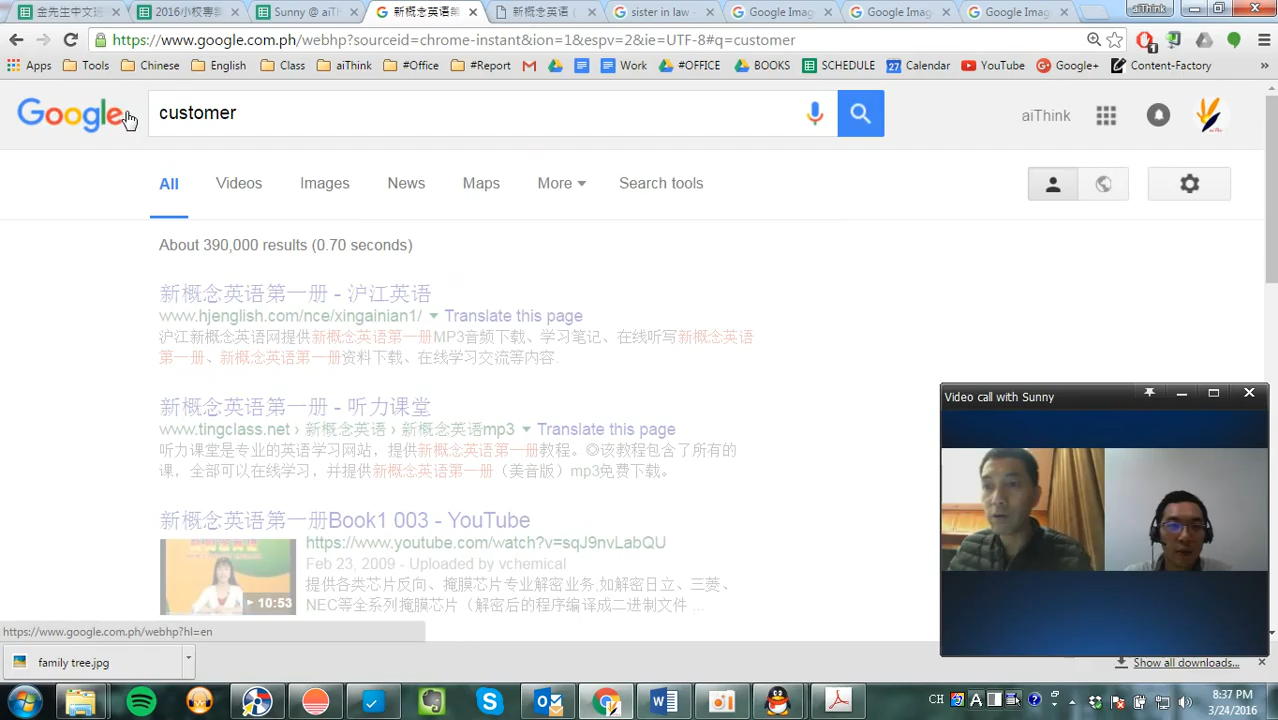 金先生中文班
2016小校專案
Sunny @ aiTh
新概念英语第
新概念英语（
sister in law -
Google Imag
Google Imag
Google Imag
aiThink
https://www.google.com.ph/webhp?sourceid=chrome-instant&ion=1&espv=2&ie=UTF-8#q=customer
Apps
Tools
Chinese
English
Class
aiThink
#Office
#Report
Work
#OFFICE
BOOKS
SCHEDULE
27 Calendar
YouTube
Google+
Content-Factory
»
Google
customer
aiThink
All
Videos
Images
News
Maps
More
Search tools
About 390,000 results (0.70 seconds)
新概念英语第一册 - 沪江英语
www.hjenglish.com/nce/xingainian1/ Translate this page
沪江新概念英语网提供新概念英语第一册MP3音频下载、学习笔记、在线听写新概念英语
第一册、新概念英语第一册资料下载、在线学习交流等内容.
新概念英语第一册 - 听力课堂
www.tingclass.net › 新概念英语 › 新概念英语mp3 Translate this page
听力课堂是专业的英语学习网站，提供新概念英语第一册教程。◎该教程包含了所有的
课，全部可以在线学习，并提供新概念英语第一册（美音版）mp3免费下载。
新概念英语第一册Book1 003 - YouTube
https://www.youtube.com/watch?v=sqJ9nvLabQU
Feb 23, 2009 - Uploaded by vchemical
提供各类芯片反向、掩膜芯片专业解密业务,如解密日立、三菱、
NEC等全系列掩膜芯片（解密后的程序编译成二进制文件 ...
10:53
Video call with Sunny
https://www.google.com.ph/webhp?hl=en
family tree.jpg
Show all downloads...
CH
8:37 PM
3/24/2016